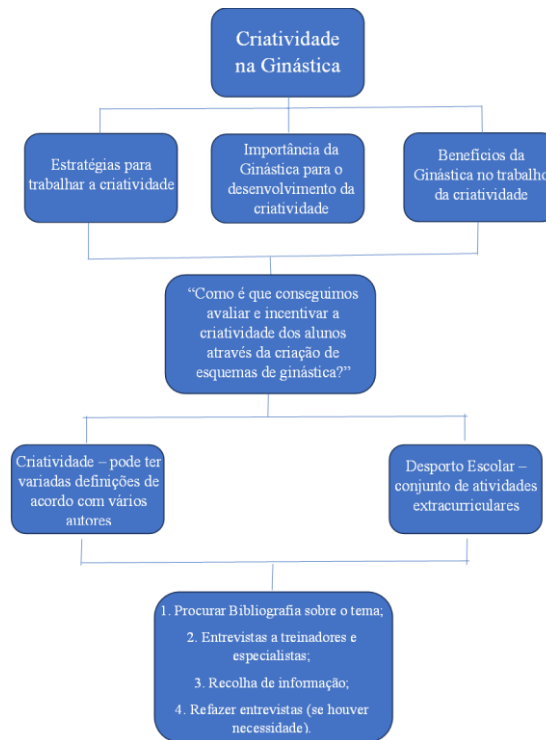 Criatividade
na Ginástica
Estratégias para
trabalhar a criatividade
Importância da
Ginástica para o
desenvolvimento da
criatividade
Benefícios da
Ginástica no trabalho
da criatividade
“Como é que conseguimos
avaliar e incentivar a
criatividade dos alunos
através da criação de
esquemas de ginástica?”
Criatividade – pode ter
variadas definições de
acordo com vários
autores
Desporto Escolar –
conjunto de atividades
extracurriculares
1. Procurar Bibliografia sobre o tema;
2. Entrevistas a treinadores e
especialistas;
3. Recolha de informação;
4. Refazer entrevistas (se houver
necessidade).